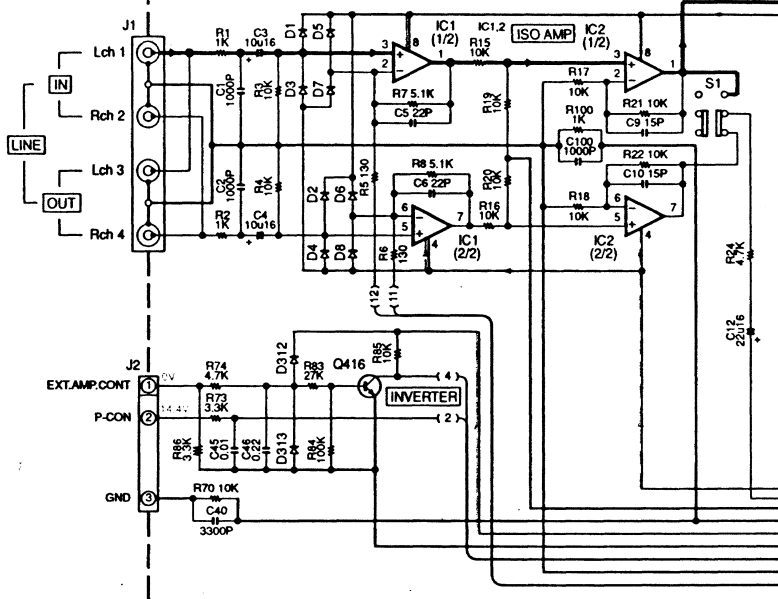 J1
Lch 1
IN
Rch 2
LINE
Lch 3
OUT
Rch 4
R1
1K
C3
10u16
D1
D5
C1
1000P
R3
10K
D3
D7
IC1
(1/2)
3
2
8
1
R7 5.1K
C5 22P
R15
10K
IC1,2
ISO AMP
IC2
(1/2)
3
2
8
1
R17
10K
R19
10K
R21 10K
C9 15P
R100
1K
C100
1000P
S1
C2
1000P
R4
10K
R2
1K
C4
10u16
D2
D6
D4
D8
R5 130
R8 5.1K
C6 22P
R6
130
6
5
7
4
IC1
(2/2)
R20
10K
R16
10K
R22 10K
C10 15P
R18
10K
6
5
7
4
IC2
(2/2)
R24
4.7K
C12
22u16
12
11
J2
EXT.AMP.CONT
1
0V
P-CON
2
14.4V
GND
3
R74
4.7K
R73
3.3K
R86
3.3K
C45
0.01
C46
0.22
D312
D313
R83
27K
R84
100K
Q416
R85
10K
INVERTER
4
2
R70 10K
C40
3300P